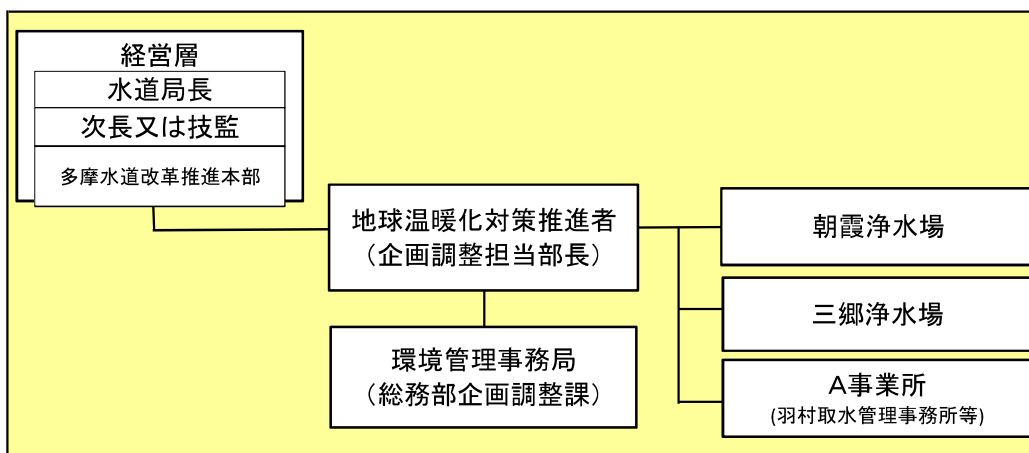 経営層
水道局長
次長又は技監
多摩水道改革推進本部
地球温暖化対策推進者
（企画調整担当部長）
環境管理事務局
（総務部企画調整課）
朝霞浄水場
三郷浄水場
A事業所
(羽村取水管理事務所等)